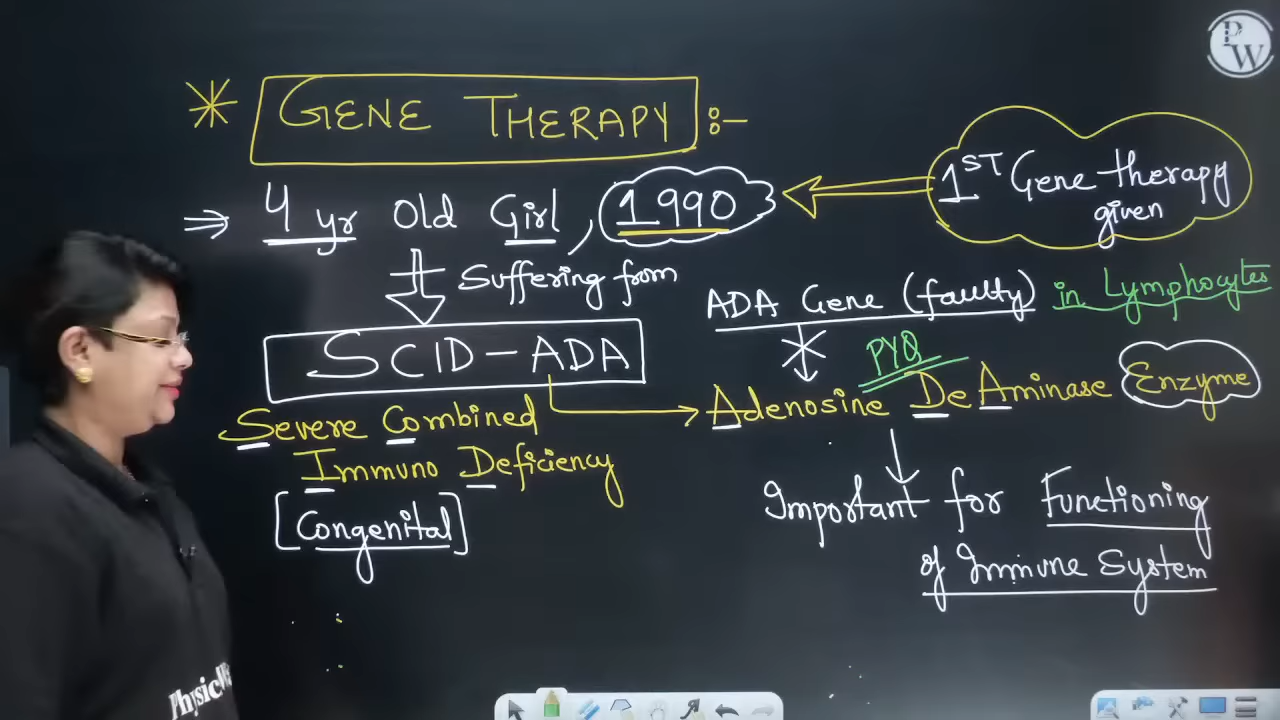 PW
* GENE THERAPY :-
⇒ 4 yr Old Girl, 1990
1ST Gene therapy
given
Suffering from
SCID-ADA
Severe Combined
Immuno Deficiency
[Congenital]
ADA Gene (faulty) in Lymphocytes
PYQ
Adenosine DeAminase Enzyme
Important for Functioning
of Immune System